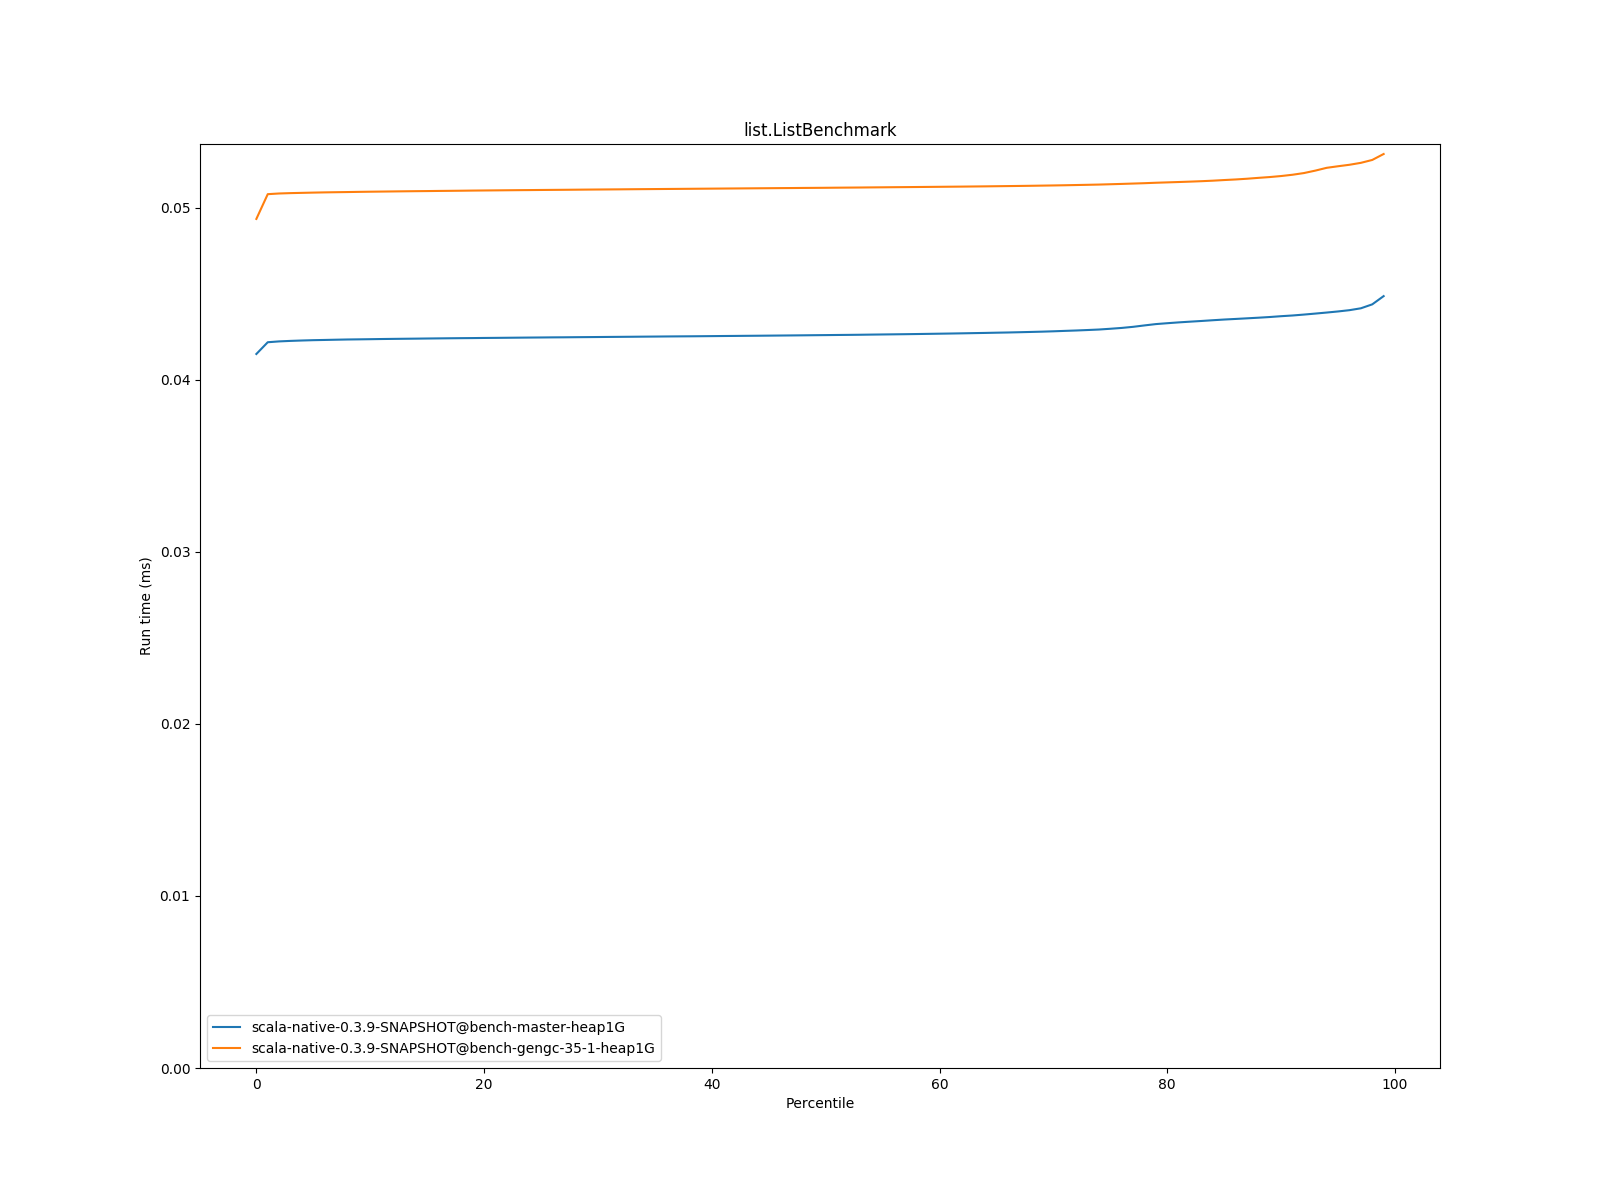 list.ListBenchmark
0.05
0.04
0.03
0.02
0.01
0.00
Run time (ms)
scala-native-0.3.9-SNAPSHOT@bench-master-heap1G
scala-native-0.3.9-SNAPSHOT@bench-gengc-35-1-heap1G
0 20 40 60 80 100
Percentile